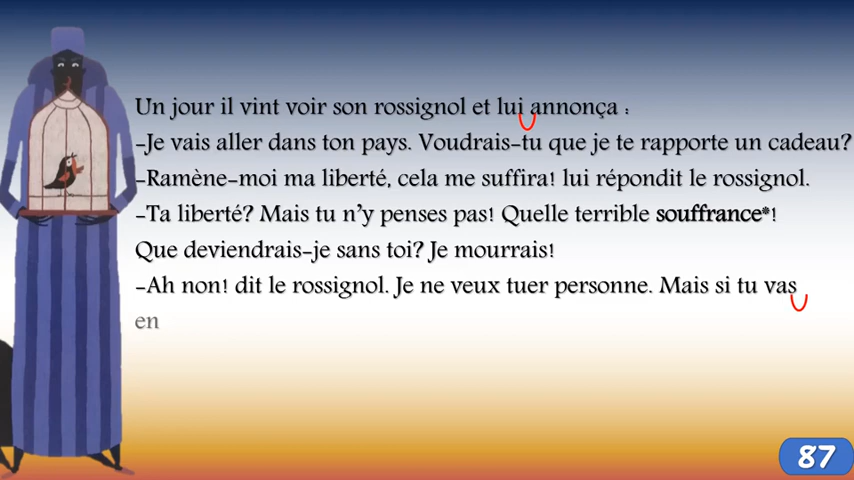 Un jour il vint voir son rossignol et lui annonça :
-Je vais aller dans ton pays. Voudrais-tu que je te rapporte un cadeau?
-Ramène-moi ma liberté, cela me suffira! lui répondit le rossignol.
-Ta liberté? Mais tu n’y penses pas! Quelle terrible souffrance*!
Que deviendrais-je sans toi? Je mourrais!
-Ah non! dit le rossignol. Je ne veux tuer personne. Mais si tu vas
en
87